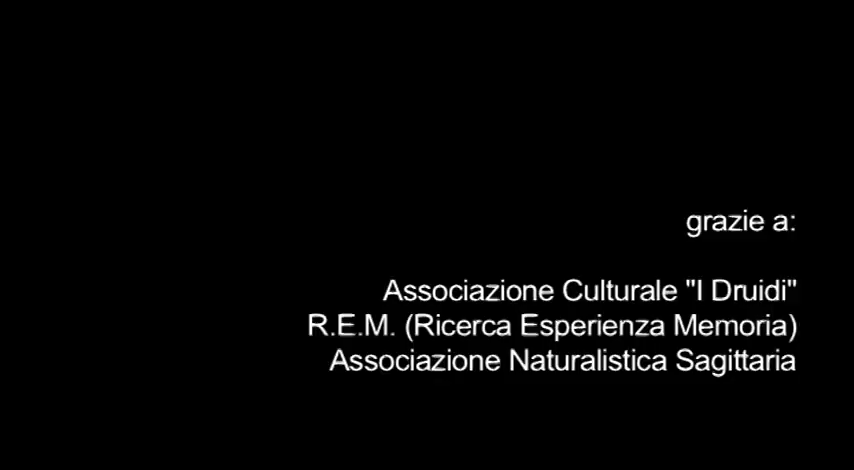 grazie a:
Associazione Culturale "I Druidi"
R.E.M. (Ricerca Esperienza Memoria)
Associazione Naturalistica Sagittaria